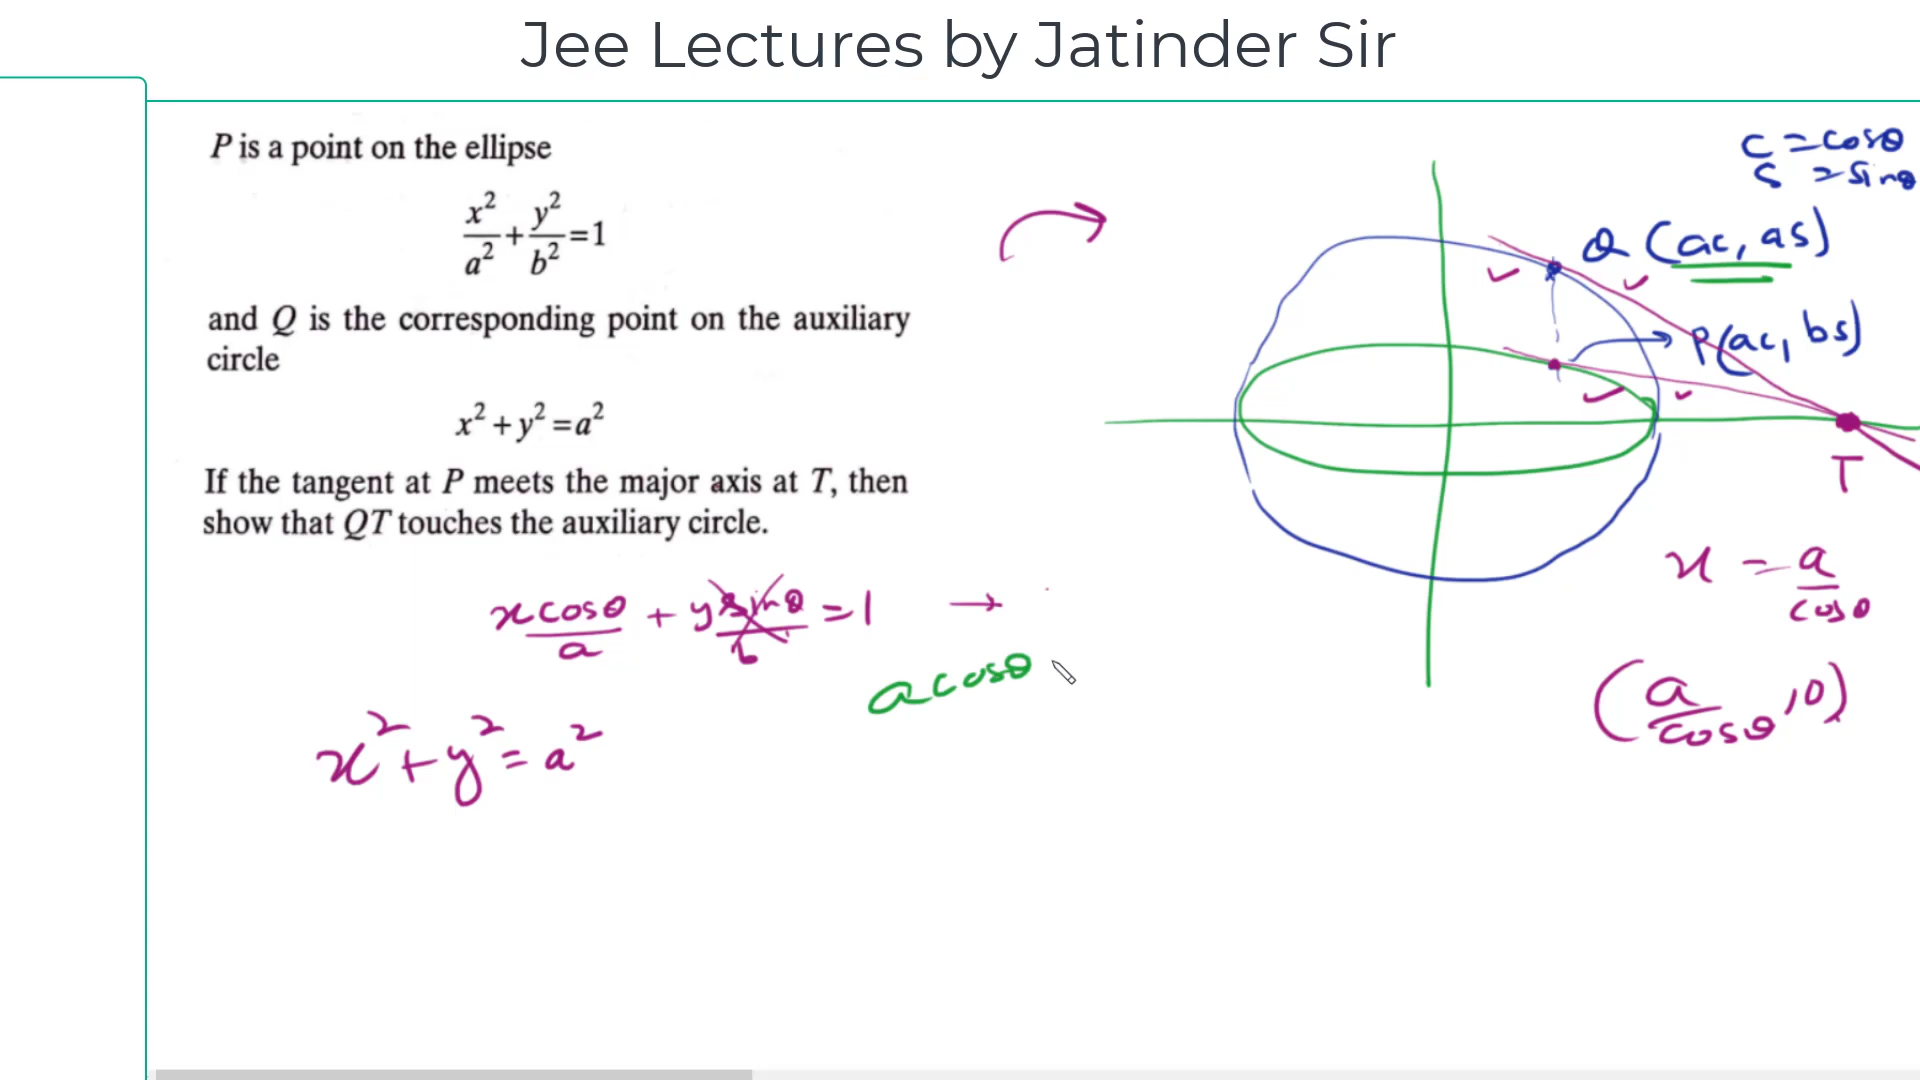 Jee Lectures by Jatinder Sir
P is a point on the ellipse
x²/a² + y²/b² = 1
and Q is the corresponding point on the auxiliary
circle
x² + y² = a²
If the tangent at P meets the major axis at T, then
show that QT touches the auxiliary circle.
x cosθ/a + y sinθ/b = 1 →
a cosθ
x² + y² = a²
c = cosθ
s = sinθ
Q (ac, as)
P(ac, bs)
T
x = a/cosθ
(a/cosθ, 0)